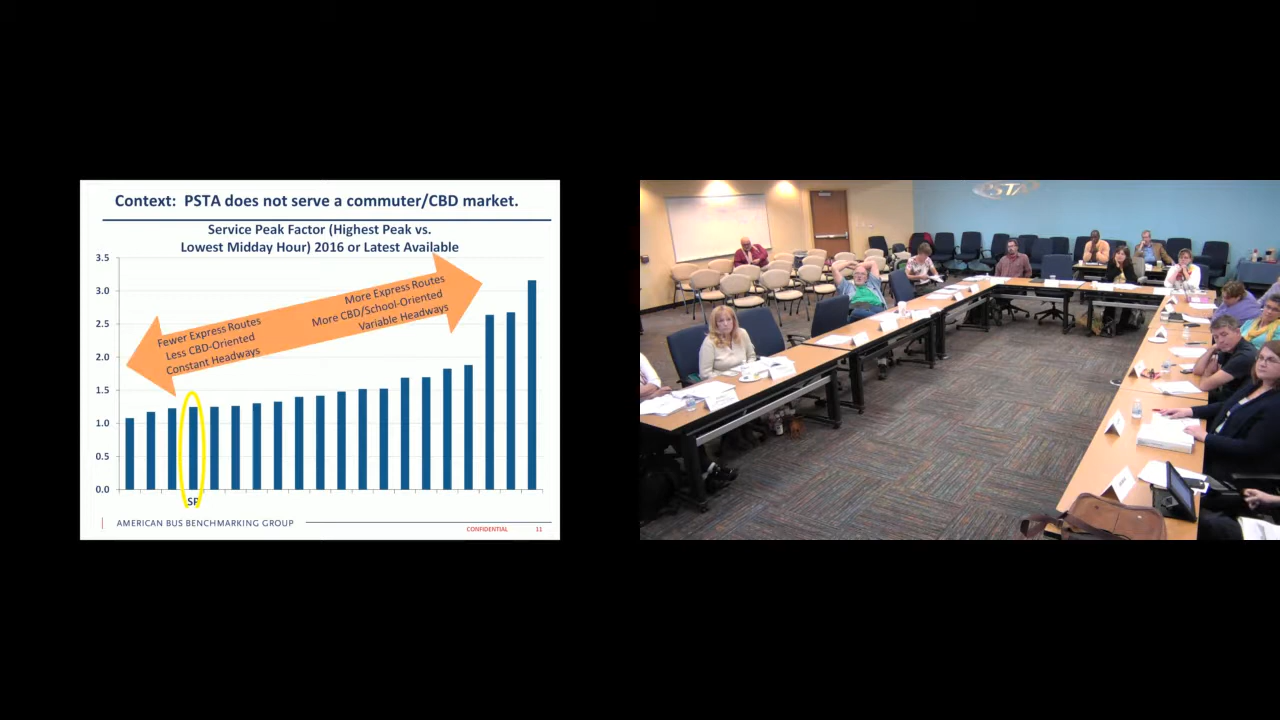 Context: PSTA does not serve a commuter/CBD market.
Service Peak Factor (Highest Peak vs.
Lowest Midday Hour) 2016 or Latest Available
3.5
3.0
2.5
2.0
1.5
1.0
0.5
0.0
Fewer Express Routes
Less CBD-Oriented
Constant Headways
More Express Routes
More CBD/School-Oriented
Variable Headways
SP
AMERICAN BUS BENCHMARKING GROUP
CONFIDENTIAL
11
PSTA